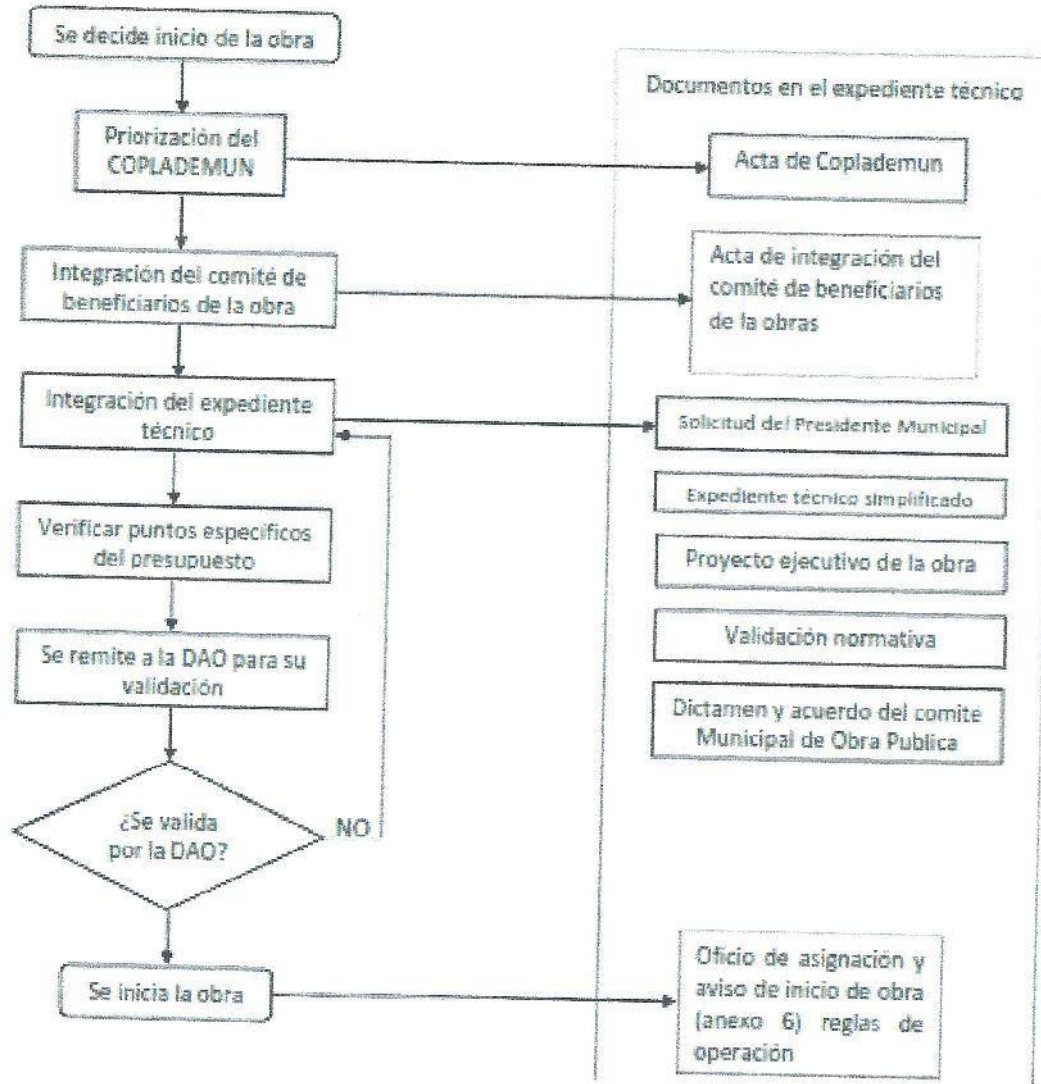 Se decide inicio de la obra
Documentos en el expediente técnico
Priorización del
COPLADEMUN
Acta de Coplademun
Integración del comité de
beneficiarios de la obra
Acta de integración del
comité de beneficiarios
de la obras
Integración del expediente
técnico
Solicitud del Presidente Municipal
Expediente técnico simplificado
Verificar puntos específicos
del presupuesto
Proyecto ejecutivo de la obra
Validación normativa
Se remite a la DAO para su
validación
Dictamen y acuerdo del comite
Municipal de Obra Publica
¿Se valida
por la DAO?
NO
Se inicia la obra
Oficio de asignación y
aviso de inicio de obra
(anexo 6) reglas de
operación